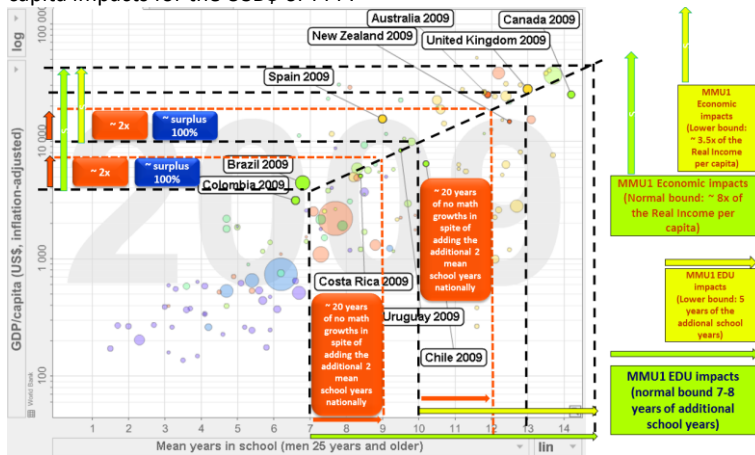 capita impacts for the USD$ or PPP.
log
100 000
10 000
1 000
100
GDP/capita (US$, inflation-adjusted)
World Bank
2009
Australia 2009
Canada 2009
New Zealand 2009
United Kingdom 2009
Spain 2009
Brazil 2009
Colombia 2009
Costa Rica 2009
Uruguay 2009
Chile 2009
~ 2x
~ surplus
100%
~ 2x
~ surplus
100%
~ 20 years
of no math
growths in
spite of
adding the
additional 2
mean
school years
nationally
~ 20 years
of no math
growths in
spite of
adding the
additional 2
mean
school years
nationally
1 2 3 4 5 6 7 8 9 10 11 12 13 14
Mean years in school (men 25 years and older)
lin
MMU1
Economic
impacts
(Lower bound:
~ 3.5x of the
Real Income
per capita)
MMU1 Economic impacts
(Normal bound: ~ 8x of
the Real Income per
capita)
MMU1 EDU impacts
(Lower bound: 5
years of the
addional school
years)
MMU1 EDU impacts
(normal bound 7-8
years of additional
school years)